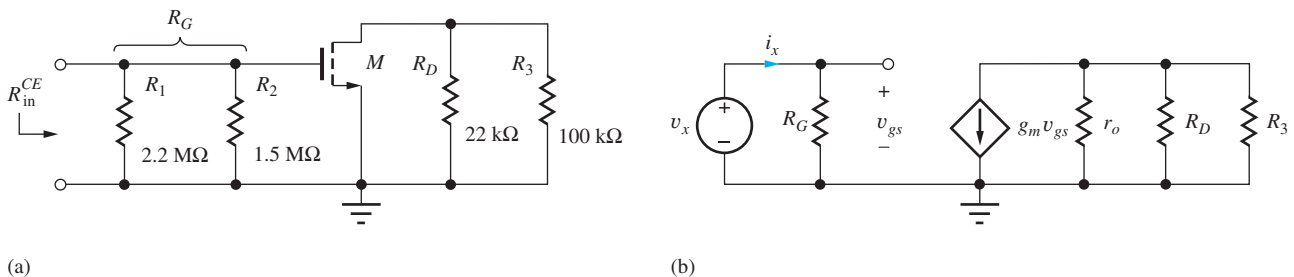 R_G
R_in^CE
R_1
2.2 MΩ
R_2
1.5 MΩ
M
R_D
22 kΩ
R_3
100 kΩ
(a)
i_x
v_x
+
−
R_G
+
v_gs
−
g_m v_gs
r_o
R_D
R_3
(b)